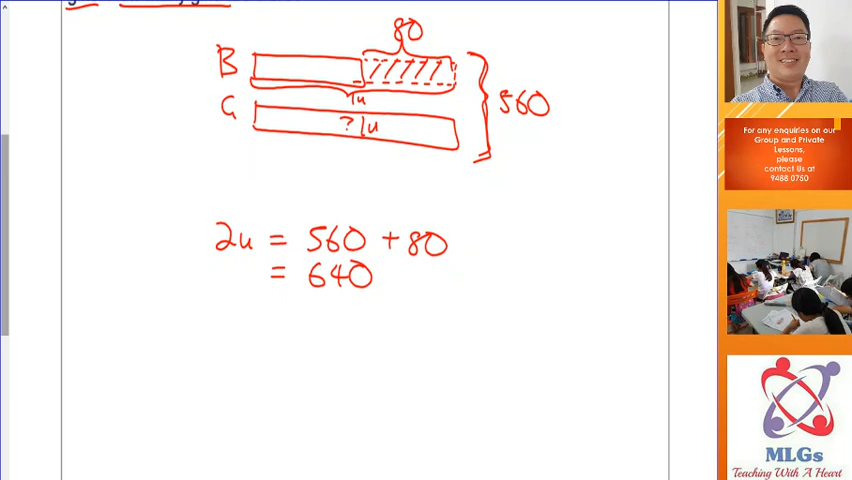 80
B
1u
G
? 1u
560
2u = 560 + 80
= 640
For any enquiries on our
Group and Private
Lessons,
please
contact Us at
9488 0750
MLGs
Teaching With A Heart